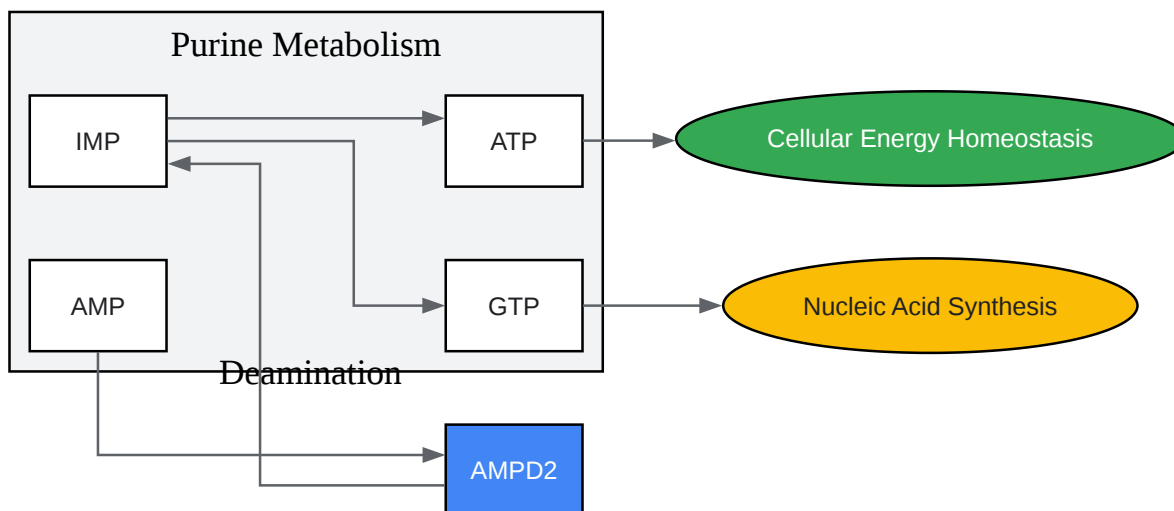 Purine Metabolism
IMP
ATP
Cellular Energy Homeostasis
AMP
GTP
Nucleic Acid Synthesis
Deamination
AMPD2